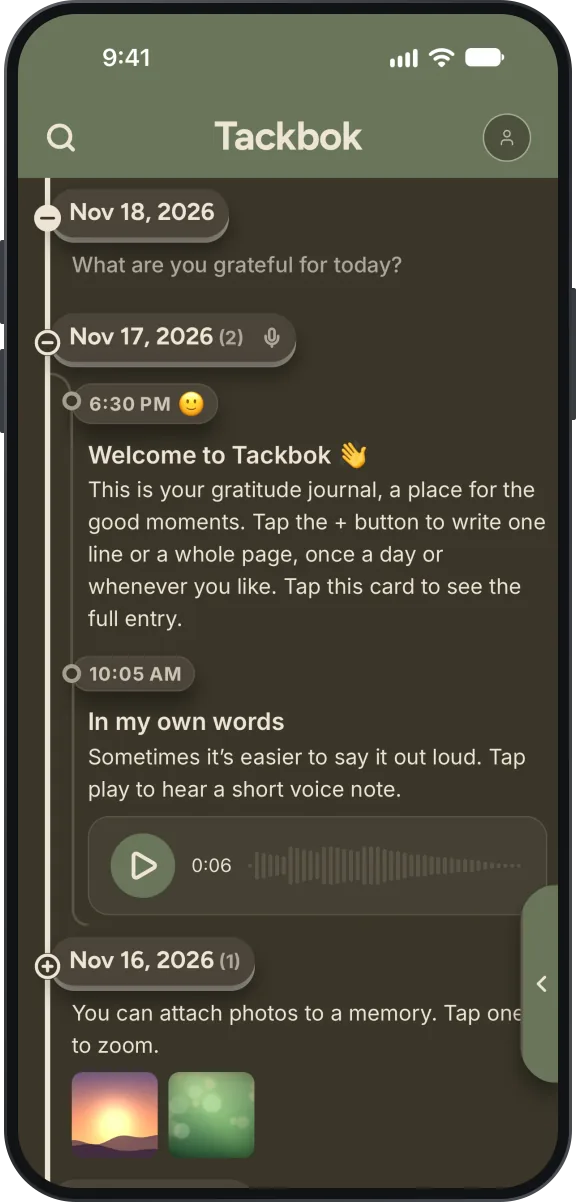 9:41
Tackbok
Nov 18, 2026
What are you grateful for today?
Nov 17, 2026 (2)
6:30 PM 🙂
Welcome to Tackbok 👋
This is your gratitude journal, a place for the
good moments. Tap the + button to write one
line or a whole page, once a day or
whenever you like. Tap this card to see the
full entry.
10:05 AM
In my own words
Sometimes it’s easier to say it out loud. Tap
play to hear a short voice note.
0:06
Nov 16, 2026 (1)
You can attach photos to a memory. Tap one
to zoom.